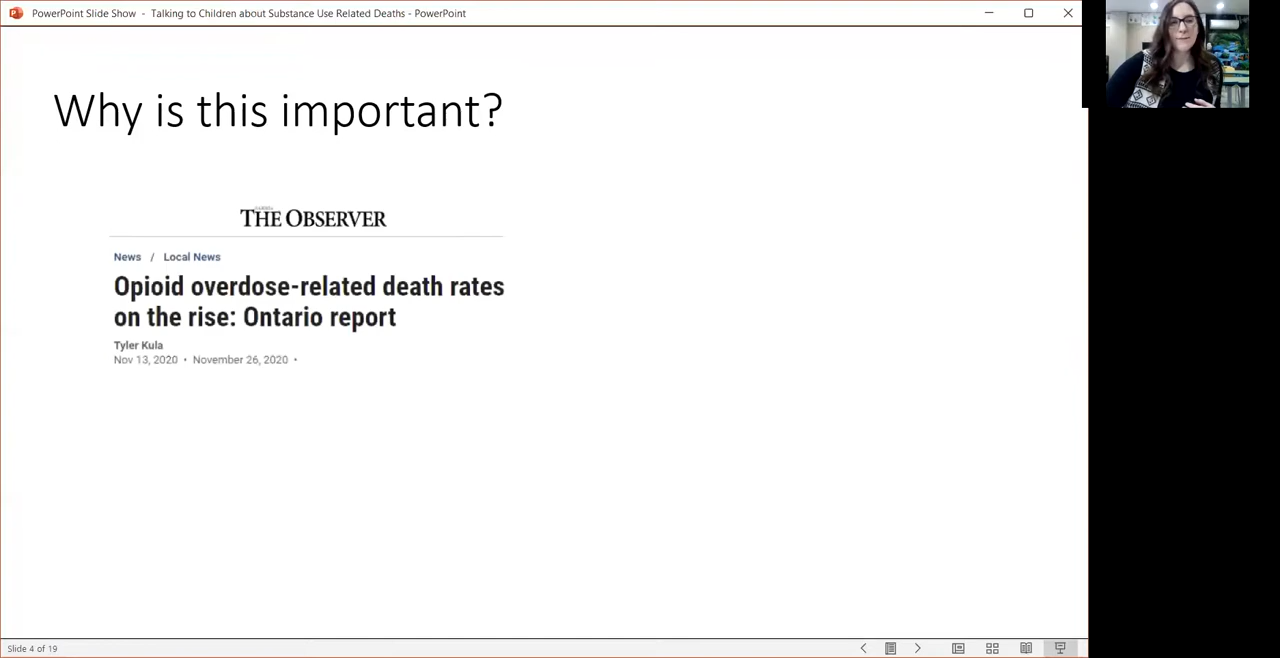 PowerPoint Slide Show - Talking to Children about Substance Use Related Deaths - PowerPoint
Why is this important?
THE OBSERVER
News / Local News
Opioid overdose-related death rates
on the rise: Ontario report
Tyler Kula
Nov 13, 2020 • November 26, 2020 •
Slide 4 of 19